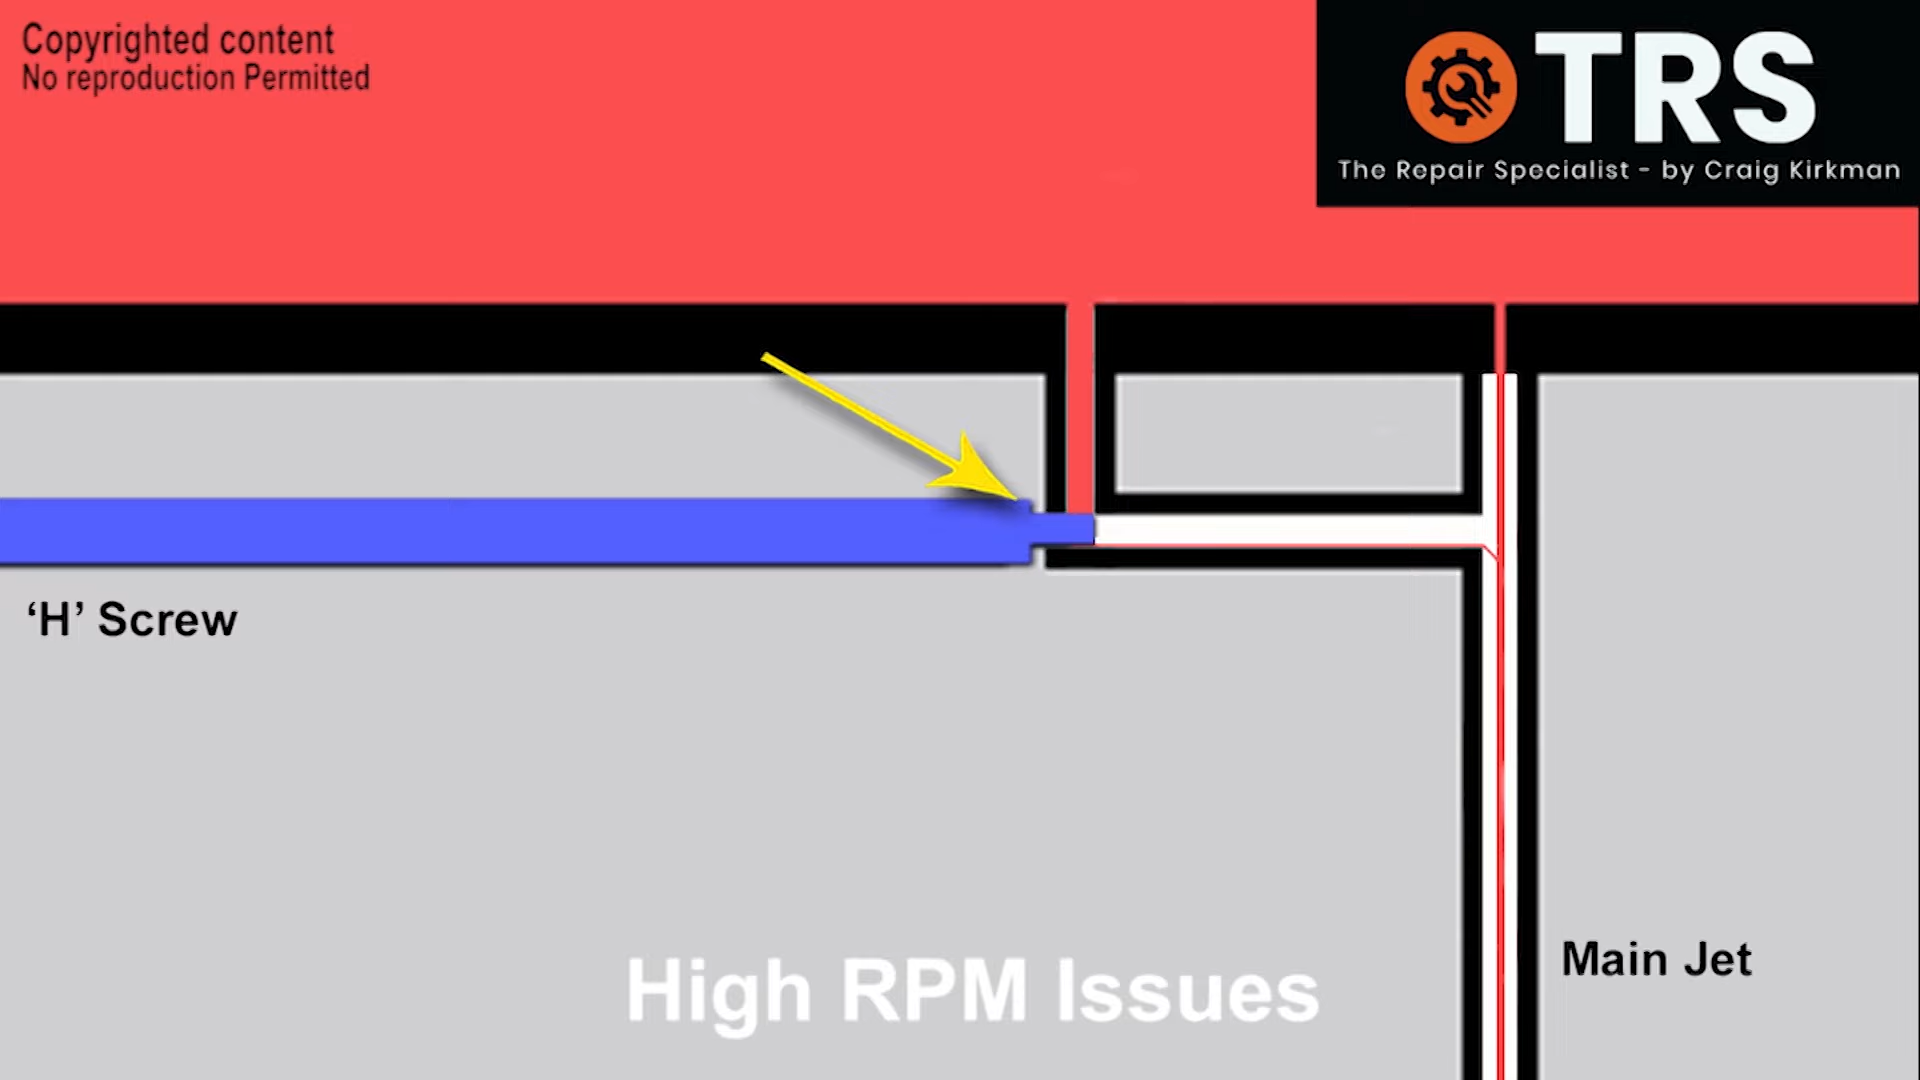 Copyrighted content
No reproduction Permitted
TRS
The Repair Specialist - by Craig Kirkman
‘H’ Screw
Main Jet
High RPM Issues